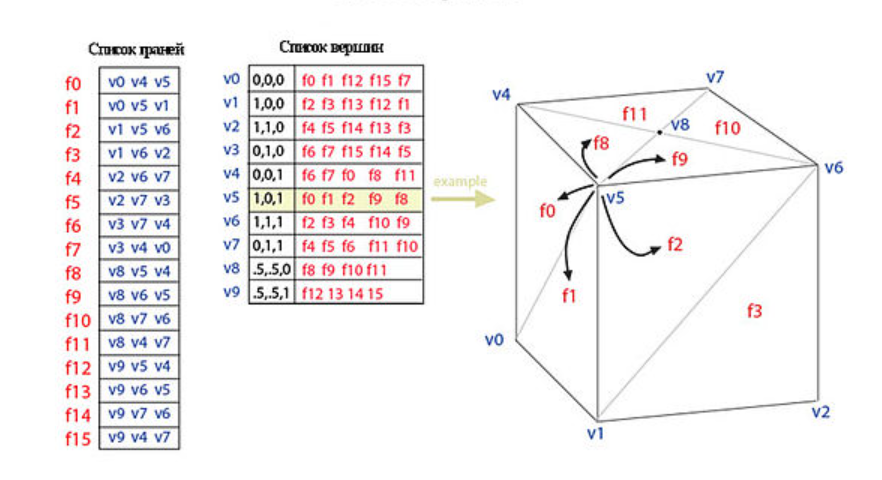 Список граней
f0 v0 v4 v5
f1 v0 v5 v1
f2 v1 v5 v6
f3 v1 v6 v2
f4 v2 v6 v7
f5 v2 v7 v3
f6 v3 v7 v4
f7 v3 v4 v0
f8 v8 v5 v4
f9 v8 v6 v5
f10 v8 v7 v6
f11 v8 v4 v7
f12 v9 v5 v4
f13 v9 v6 v5
f14 v9 v7 v6
f15 v9 v4 v7
Список вершин
v0 0,0,0 f0 f1 f12 f15 f7
v1 1,0,0 f2 f3 f13 f12 f1
v2 1,1,0 f4 f5 f14 f13 f3
v3 0,1,0 f6 f7 f15 f14 f5
v4 0,0,1 f6 f7 f0 f8 f11
v5 1,0,1 f0 f1 f2 f9 f8
v6 1,1,1 f2 f3 f4 f10 f9
v7 0,1,1 f4 f5 f6 f11 f10
v8 .5,.5,0 f8 f9 f10 f11
v9 .5,.5,1 f12 13 14 15
example
v7
v4
f11
v8
f10
f8
f9
v6
v5
f0
f2
f1
f3
v0
v2
v1